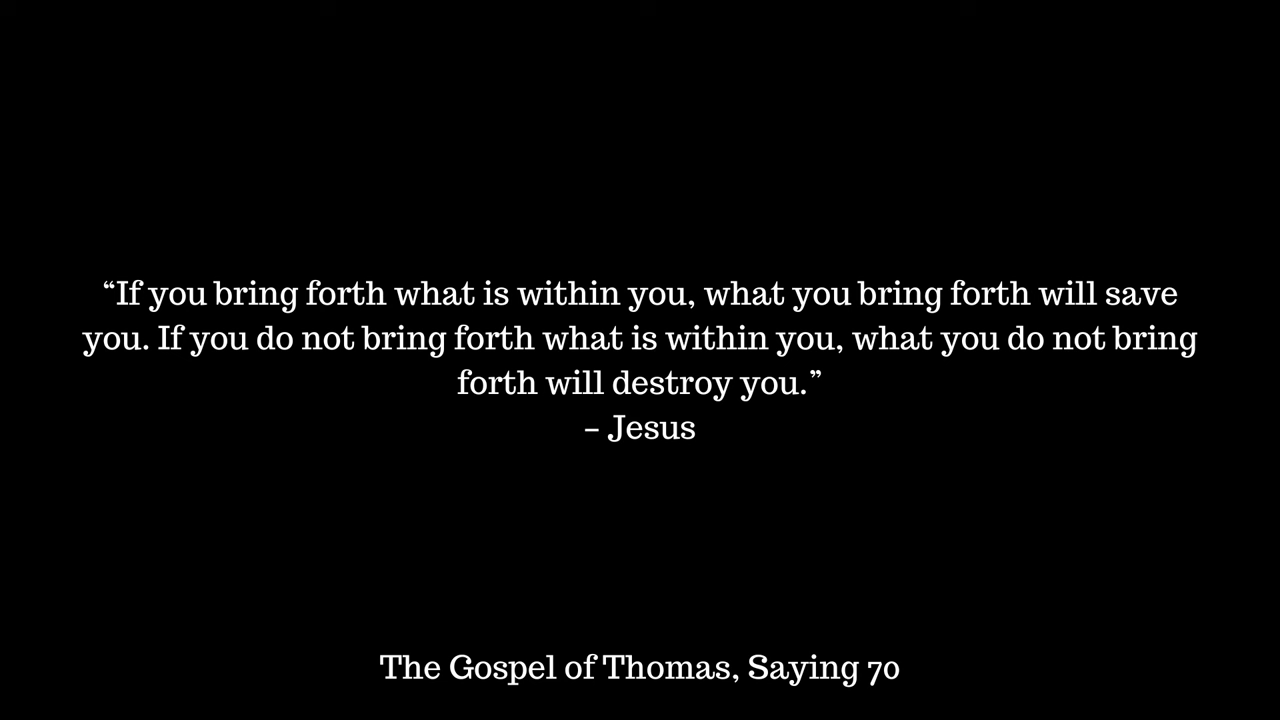 “If you bring forth what is within you, what you bring forth will save
you. If you do not bring forth what is within you, what you do not bring
forth will destroy you.”
– Jesus
The Gospel of Thomas, Saying 70